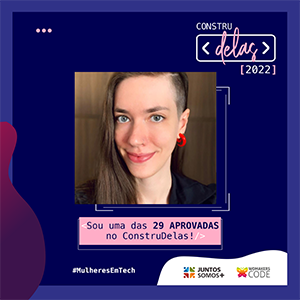 CONSTRU
< delas >
[2022]
<Sou uma das 29 APROVADAS
no ConstruDelas!/>
#MulheresEmTech
JUNTOS
SOMOS+
WOMAKERS
CODE